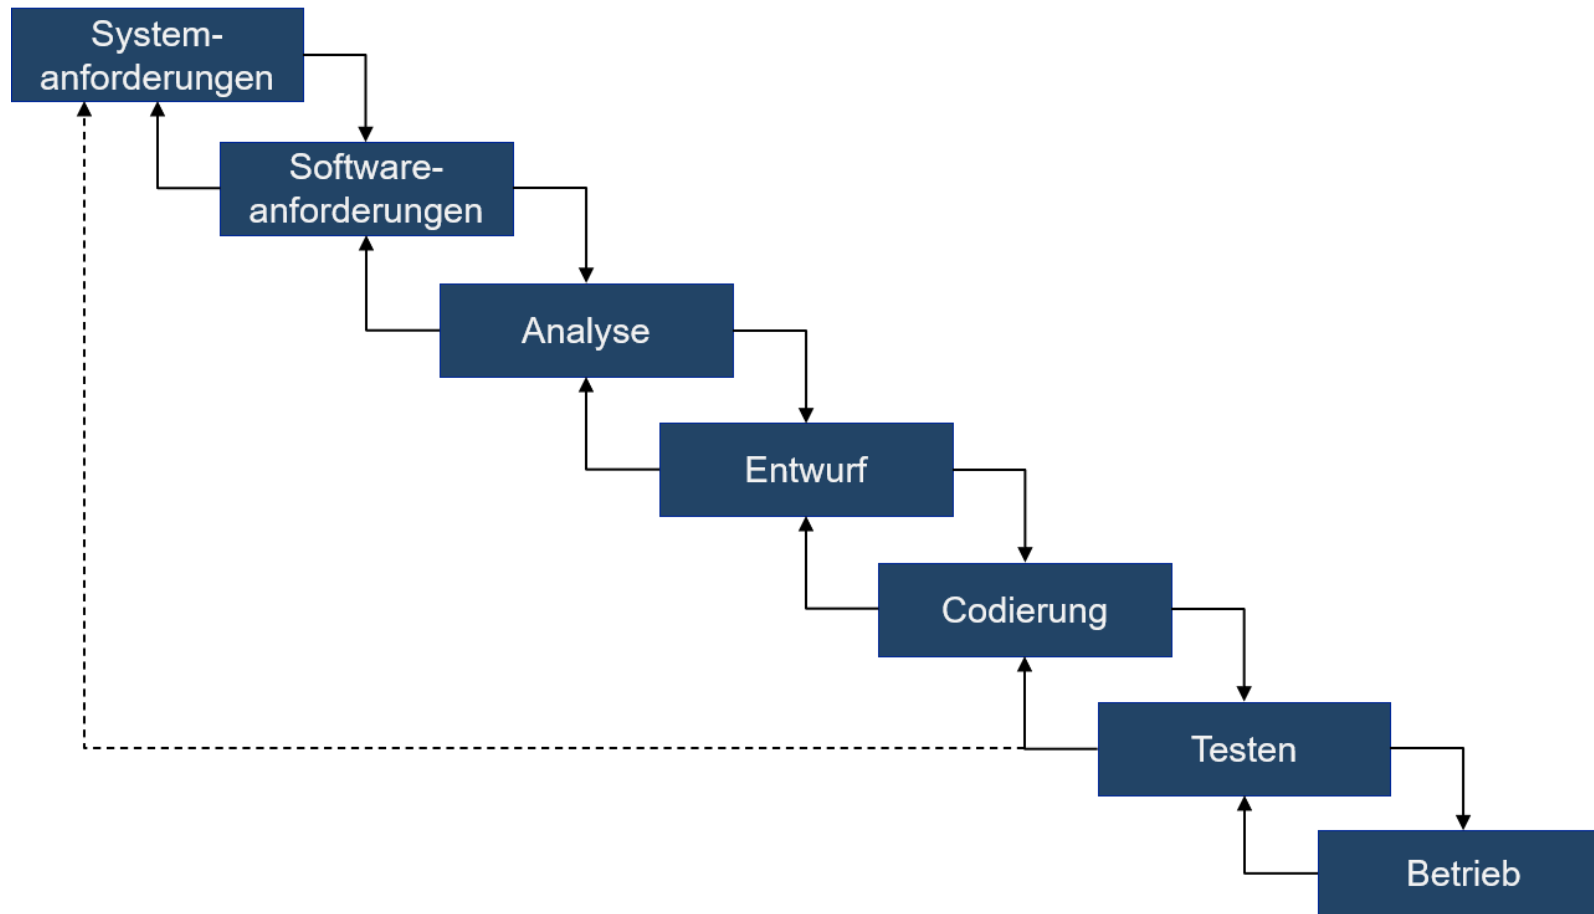 System-
anforderungen
Software-
anforderungen
Analyse
Entwurf
Codierung
Testen
Betrieb